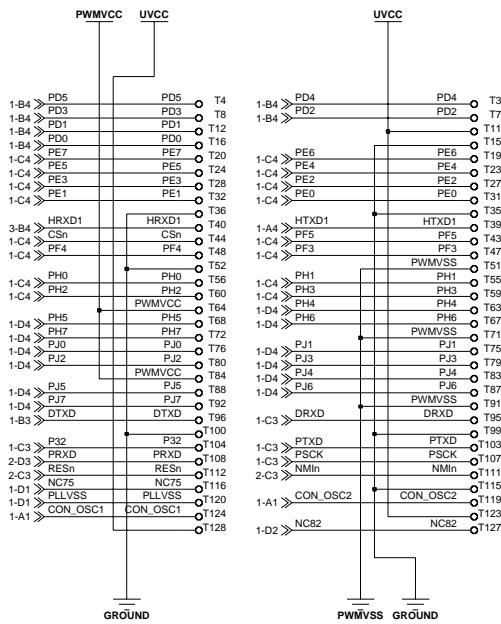 PWMVCC UVCC
1-B4 PD5 PD5 T4
1-B4 PD3 PD3 T8
1-B4 PD1 PD1 T12
1-B4 PD0 PD0 T16
1-C4 PE7 PE7 T20
1-C4 PE5 PE5 T24
1-C4 PE3 PE3 T28
1-C4 PE1 PE1 T32
T36
3-B4 HRXD1 HRXD1 T40
1-C4 CSn CSn T44
1-C4 PF4 PF4 T48
T52
1-C4 PH0 PH0 T56
1-C4 PH2 PH2 T60
PWMVCC T64
1-D4 PH5 PH5 T68
1-D4 PH7 PH7 T72
1-D4 PJ0 PJ0 T76
1-D4 PJ2 PJ2 T80
PWMVCC T84
1-D4 PJ5 PJ5 T88
1-D4 PJ7 PJ7 T92
1-B3 DTXD DTXD T96
T100
1-C3 P32 P32 T104
2-D3 PRXD PRXD T108
2-C3 RESn RESn T112
1-D1 NC75 NC75 T116
1-D1 PLLVSS PLLVSS T120
1-A1 CON_OSC1 CON_OSC1 T124
T128
GROUND
UVCC
1-B4 PD4 PD4 T3
1-B4 PD2 PD2 T7
T11
T15
1-C4 PE6 PE6 T19
1-C4 PE4 PE4 T23
1-C4 PE2 PE2 T27
1-C4 PE0 PE0 T31
T35
1-A4 HTXD1 HTXD1 T39
1-C4 PF5 PF5 T43
1-C4 PF3 PF3 T47
PWMVSS T51
1-C4 PH1 PH1 T55
1-C4 PH3 PH3 T59
1-D4 PH4 PH4 T63
1-D4 PH6 PH6 T67
PWMVSS T71
1-D4 PJ1 PJ1 T75
1-D4 PJ3 PJ3 T79
1-D4 PJ4 PJ4 T83
1-D4 PJ6 PJ6 T87
PWMVSS T91
1-C3 DRXD DRXD T95
T99
1-C3 PTXD PTXD T103
1-C3 PSCK PSCK T107
2-C3 NMIn NMIn T111
T115
1-A1 CON_OSC2 CON_OSC2 T119
T123
1-D2 NC82 NC82 T127
PWMVSS GROUND